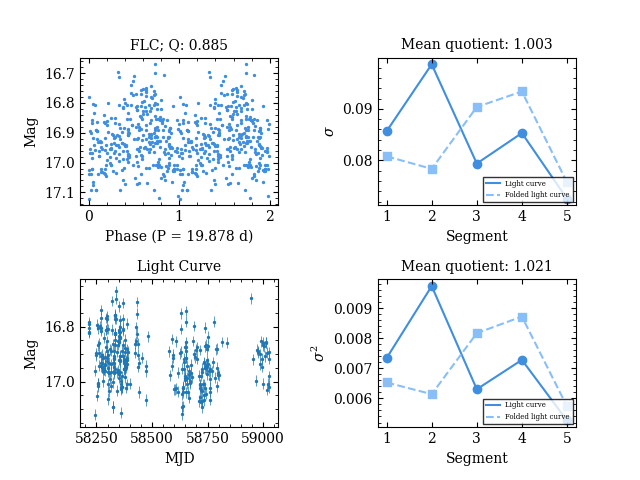 FLC; Q: 0.885
Mag
16.7
16.8
16.9
17.0
17.1
0
1
2
Phase (P = 19.878 d)
Mean quotient: 1.003
σ
0.09
0.08
Light curve
Folded light curve
1
2
3
4
5
Segment
Light Curve
Mag
16.8
17.0
58250
58500
58750
59000
MJD
Mean quotient: 1.021
σ²
0.009
0.008
0.007
0.006
Light curve
Folded light curve
1
2
3
4
5
Segment